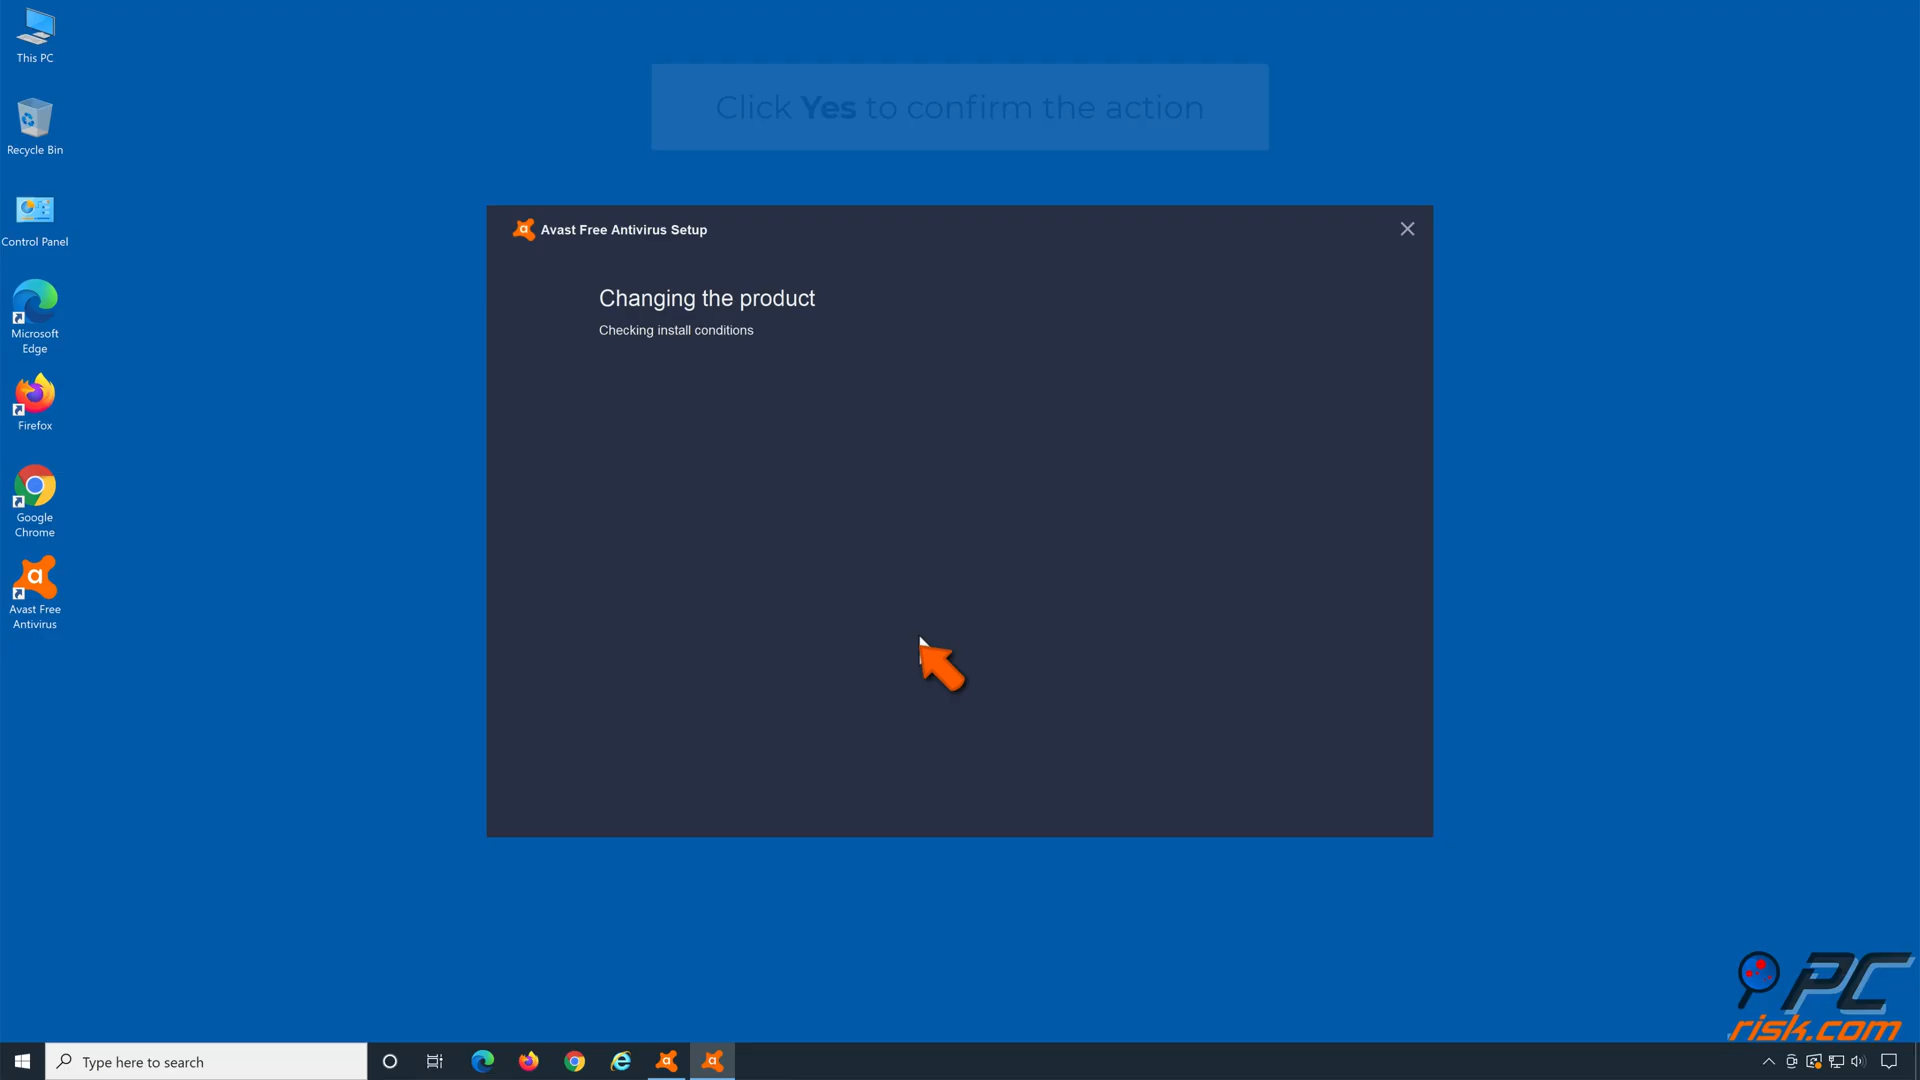 This PC
Recycle Bin
Control Panel
Microsoft
Edge
Firefox
Google
Chrome
a
Avast Free
Antivirus
Click Yes to confirm the action
a Avast Free Antivirus Setup
Changing the product
Checking install conditions
PC
risk.com
Type here to search